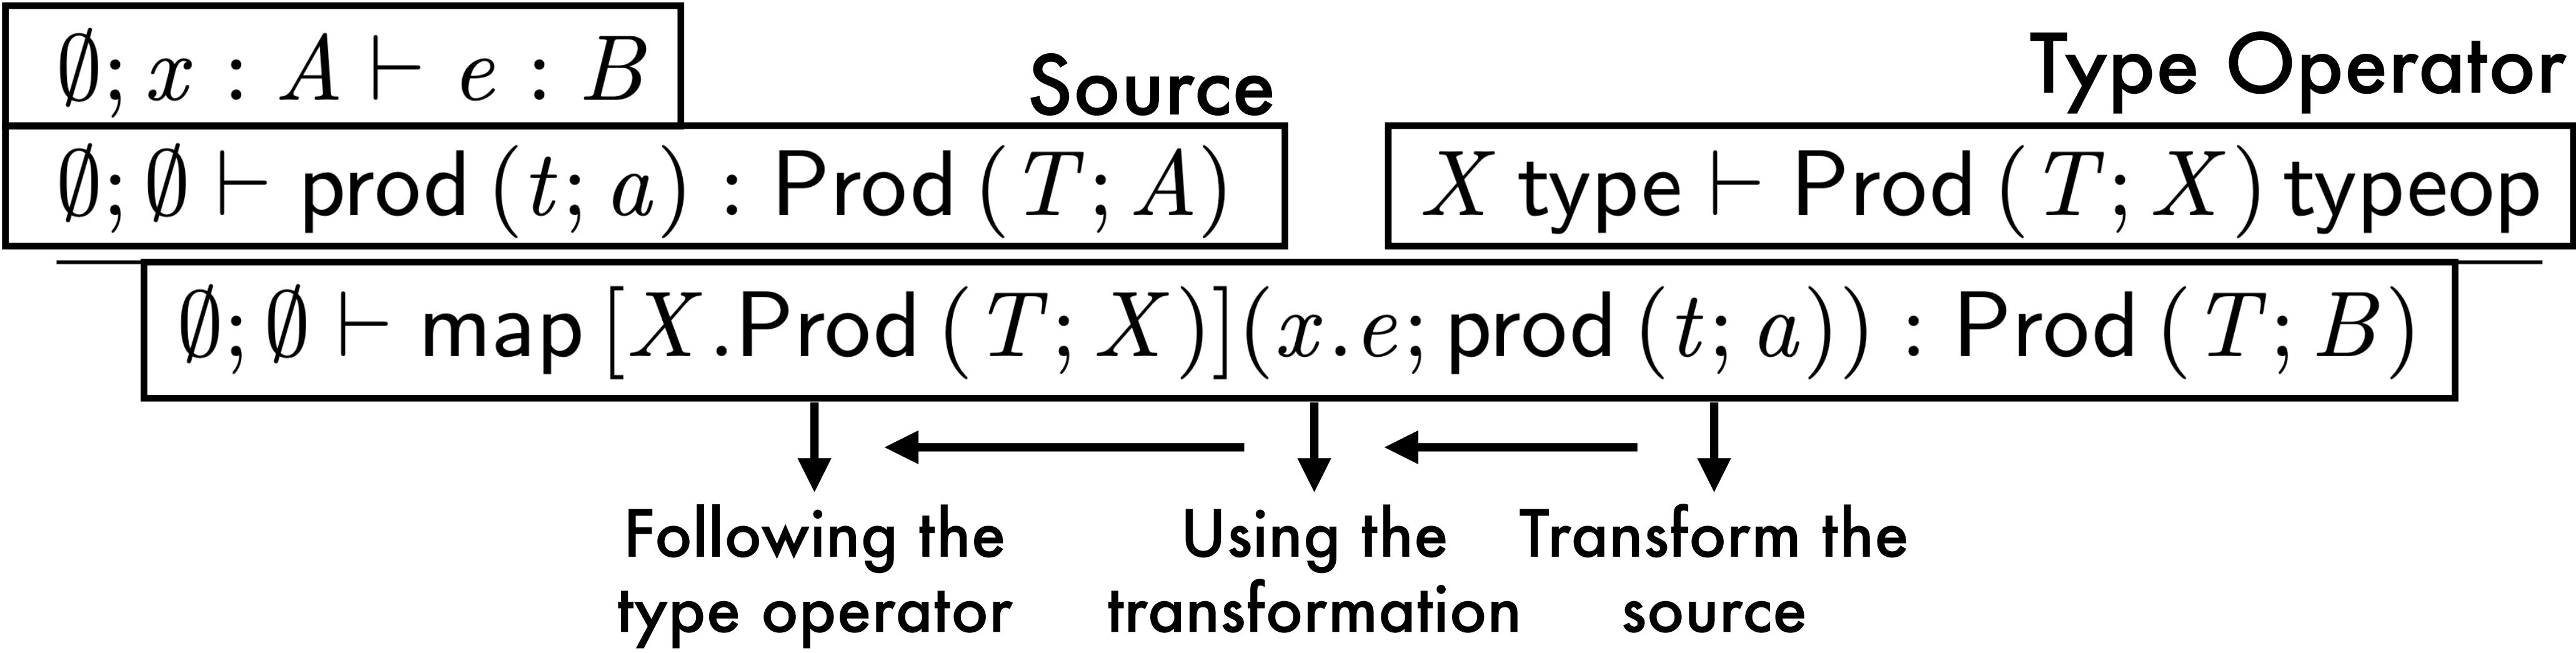 ∅; x : A ⊢ e : B
Source
Type Operator
∅; ∅ ⊢ prod (t; a) : Prod (T; A)
X type ⊢ Prod (T; X) typeop
∅; ∅ ⊢ map [X.Prod (T; X)](x.e; prod (t; a)) : Prod (T; B)
Following the
type operator
Using the
transformation
Transform the
source